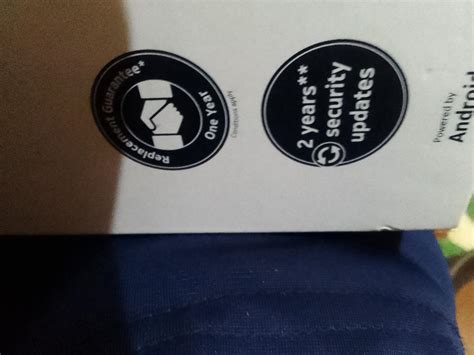 Replacement Guarantee*
One Year
2 years**
security
updates
Powered by
Android